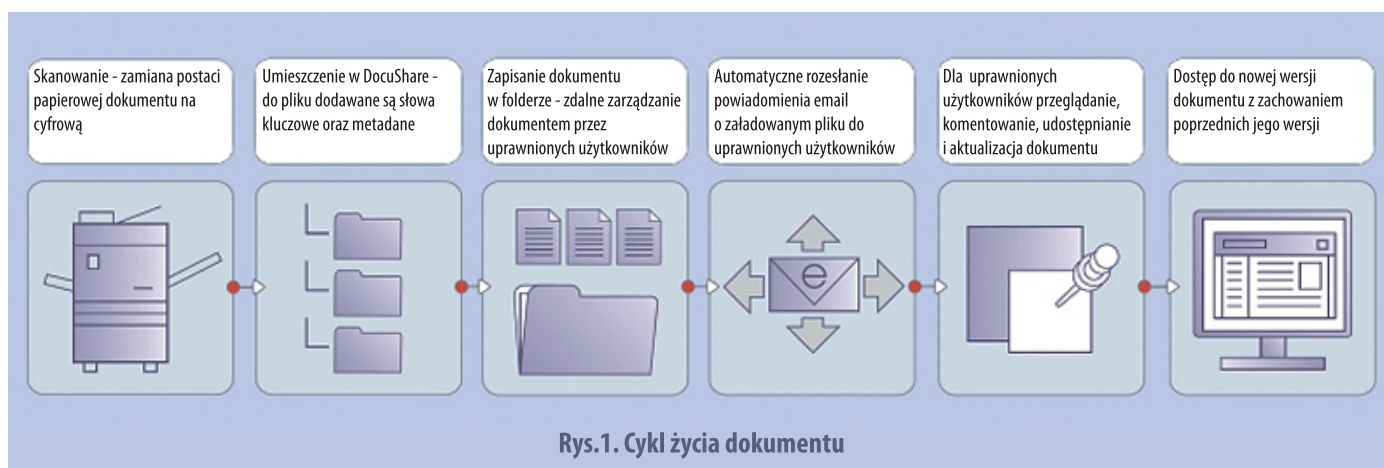 Skanowanie - zamiana postaci
papierowej dokumentu na
cyfrową
Umieszczenie w DocuShare -
do pliku dodawane są słowa
kluczowe oraz metadane
Zapisanie dokumentu
w folderze - zdalne zarządzanie
dokumentem przez
uprawnionych użytkowników
Automatyczne rozesłanie
powiadomienia email
o załadowanym pliku do
uprawnionych użytkowników
Dla uprawnionych
użytkowników przeglądanie,
komentowanie, udostępnianie
i aktualizacja dokumentu
Dostęp do nowej wersji
dokumentu z zachowaniem
poprzednich jego wersji
e
Rys.1. Cykl życia dokumentu